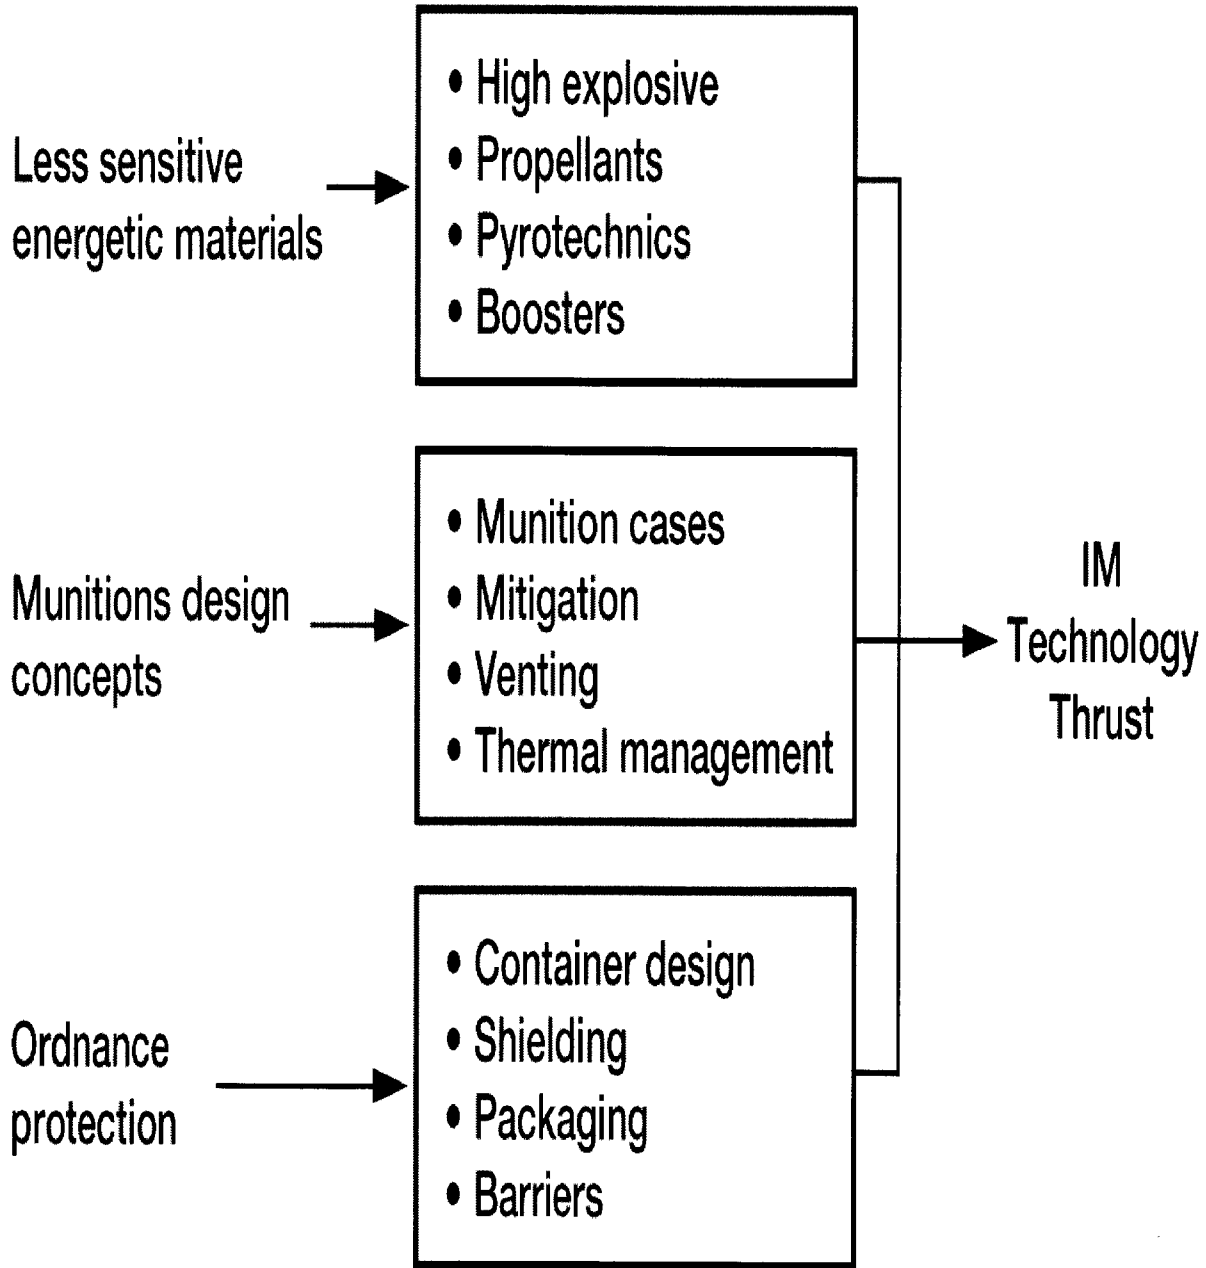 Less sensitive
energetic materials
• High explosive
• Propellants
• Pyrotechnics
• Boosters
Munitions design
concepts
• Munition cases
• Mitigation
• Venting
• Thermal management
Ordnance
protection
• Container design
• Shielding
• Packaging
• Barriers
IM
Technology
Thrust